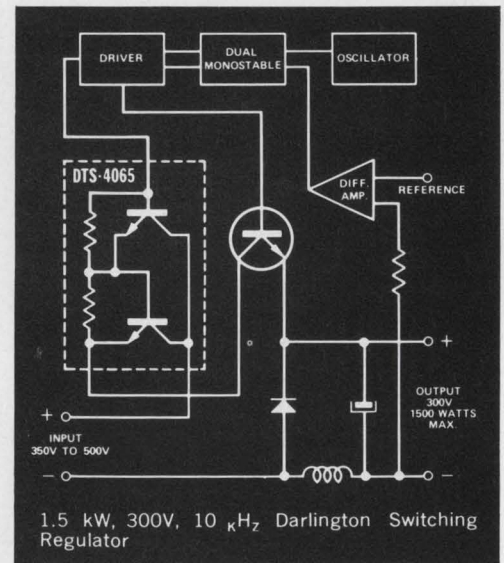 DRIVER
DUAL
MONOSTABLE
OSCILLATOR
DTS-4065
DIFF.
AMP.
REFERENCE
+
+
INPUT
350V TO 500V
−
OUTPUT
300V
1500 WATTS
MAX.
−
1.5 kW, 300V, 10 KHZ Darlington Switching
Regulator